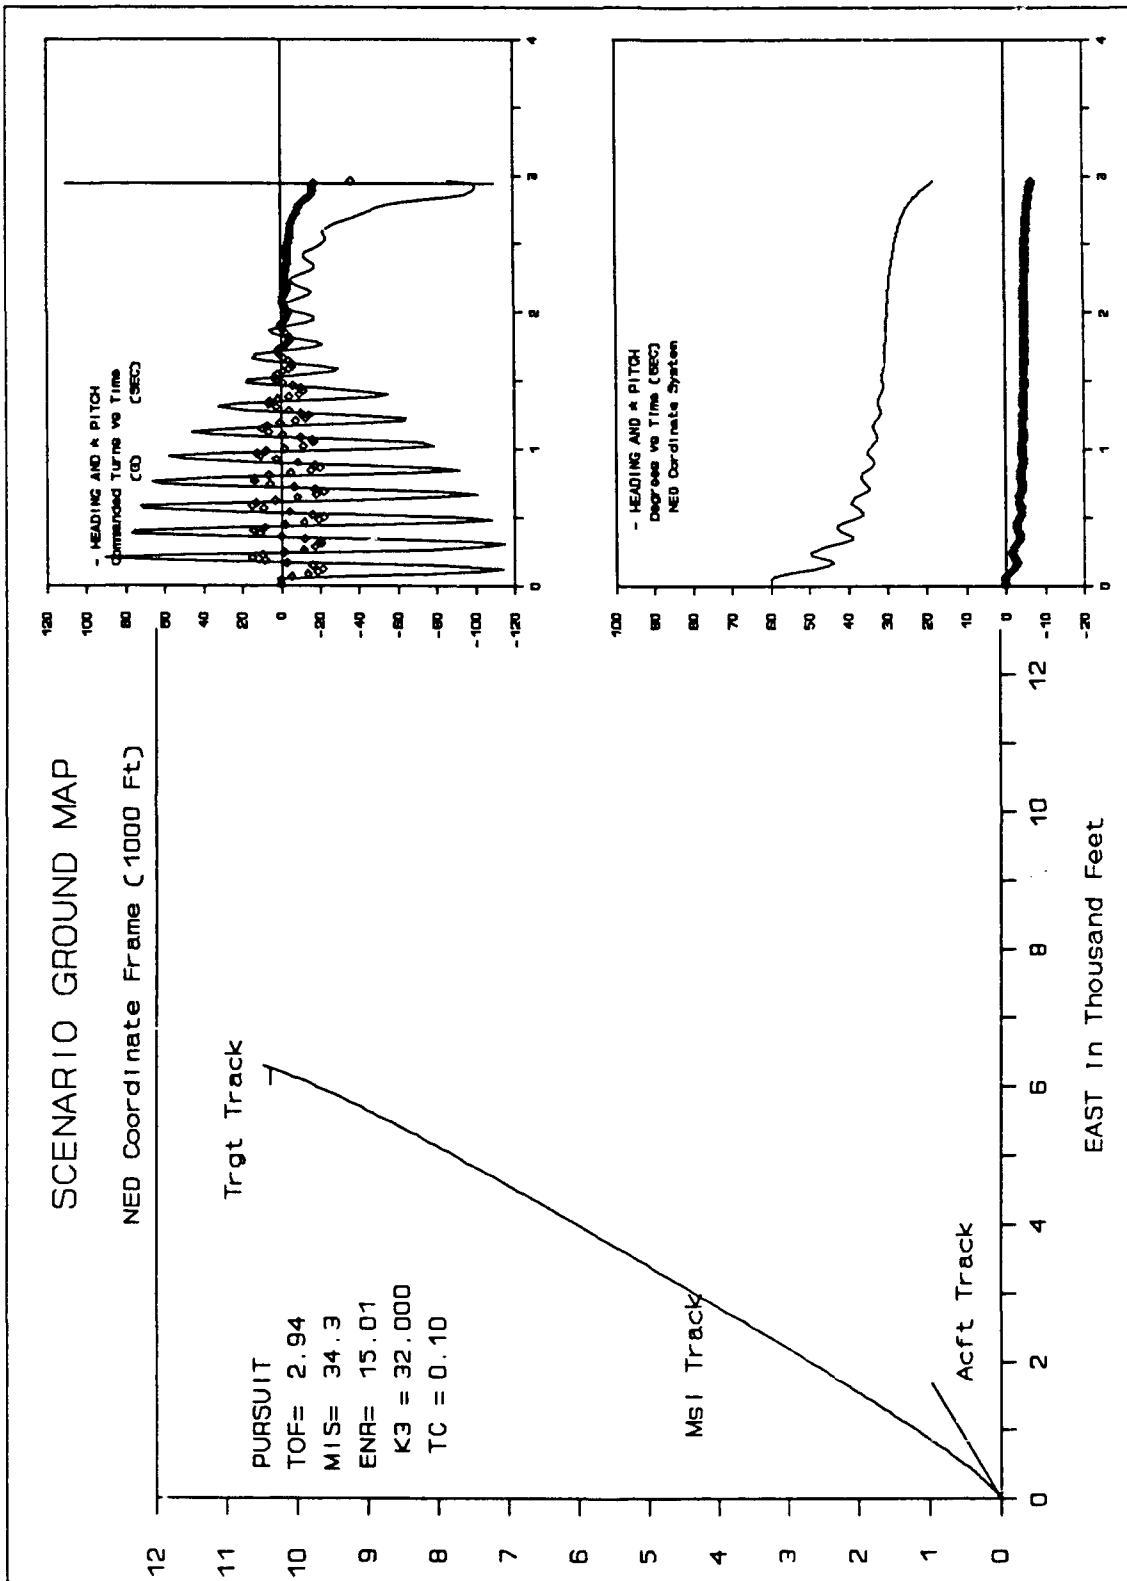 SCENARIO GROUND MAP
NED Coordinate Frame (1000 Ft)
12
11
10
9
8
7
6
5
4
3
2
1
0
PURSUIT
TOF= 2.94
MIS= 34.3
ENR= 15.01
K3 = 32.000
TC = 0.10
Trgt Track
Msl Track
Acft Track
0 2 4 6 8 10 12
EAST In Thousand Feet
120
100
80
60
40
20
0
-20
-40
-60
-80
-100
-120
- HEADING AND * PITCH
Commanded Turns vs Time
(G) (SEC)
0 1 2 3 4
100
90
80
70
60
50
40
30
20
10
0
-10
-20
- HEADING AND * PITCH
Degrees vs Time (SEC)
NED Cordinate System
0 1 2 3 4